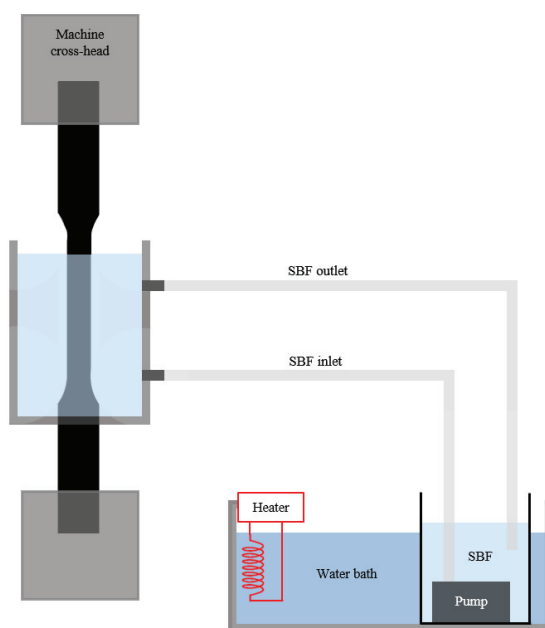 Machine
cross-head
SBF outlet
SBF inlet
Heater
SBF
Water bath
Pump